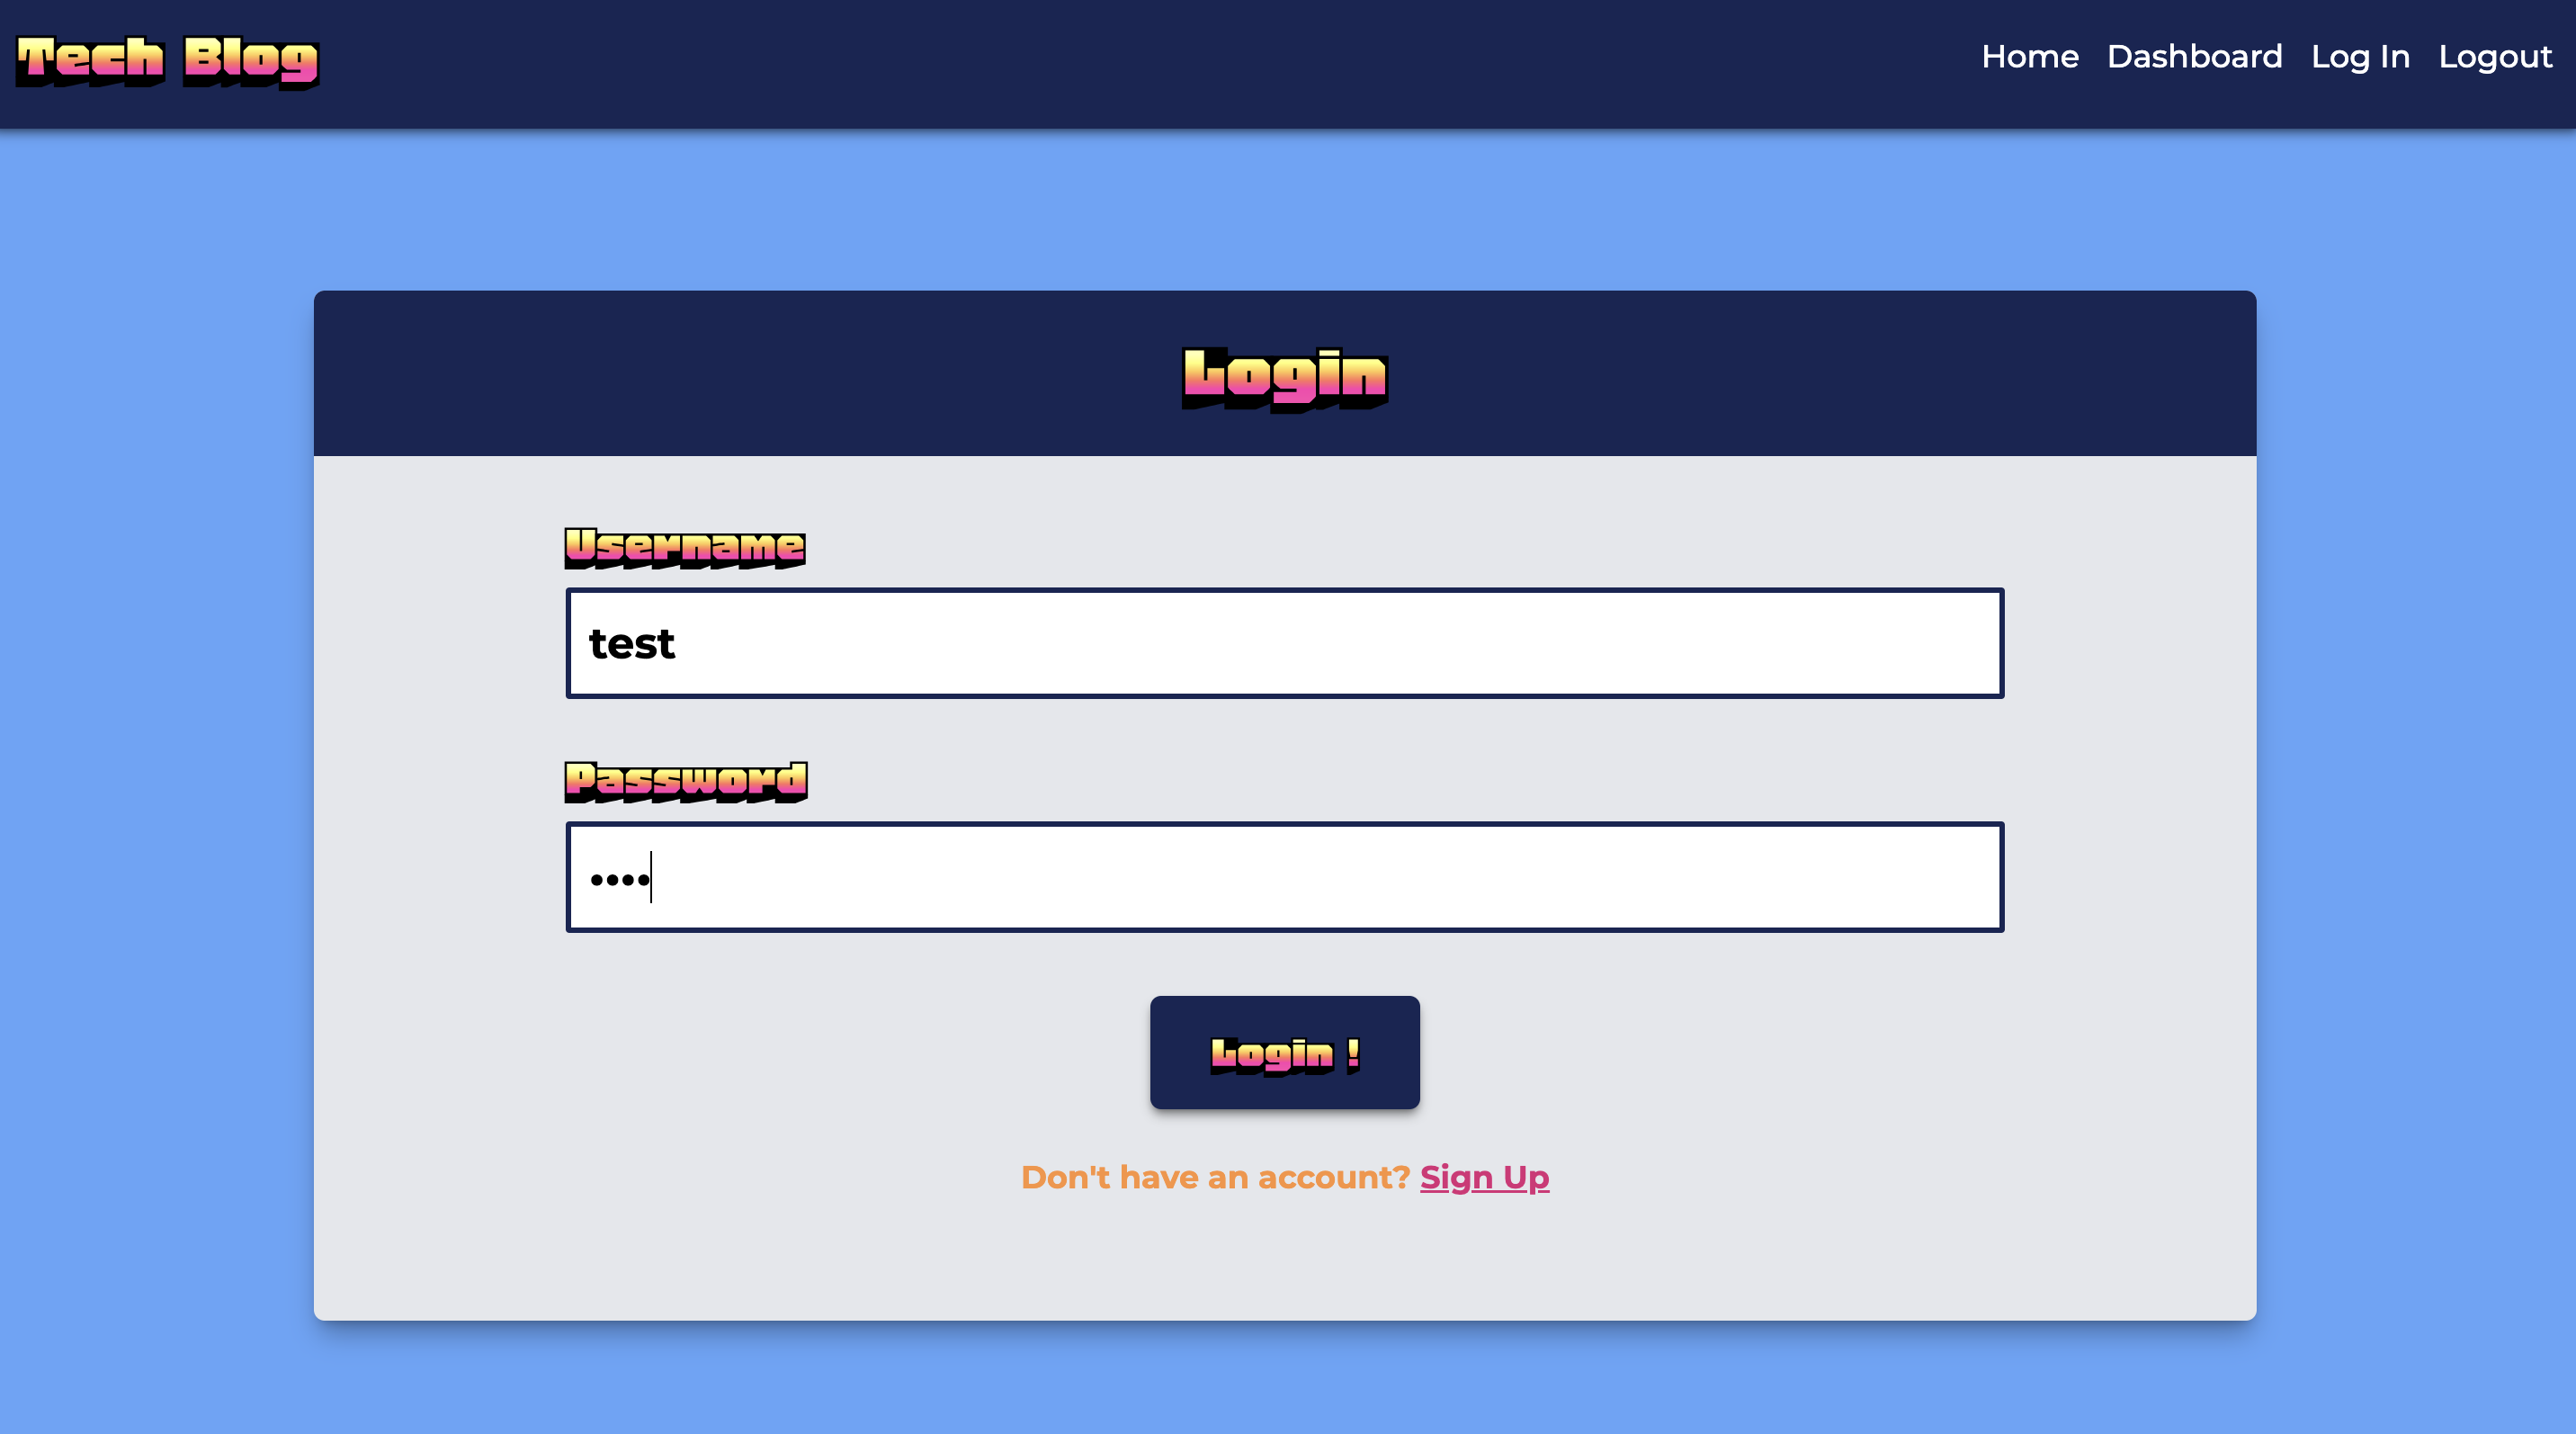 Tech Blog
Home Dashboard Log In Logout
Login
Username
test
Password
••••
Login !
Don't have an account? Sign Up